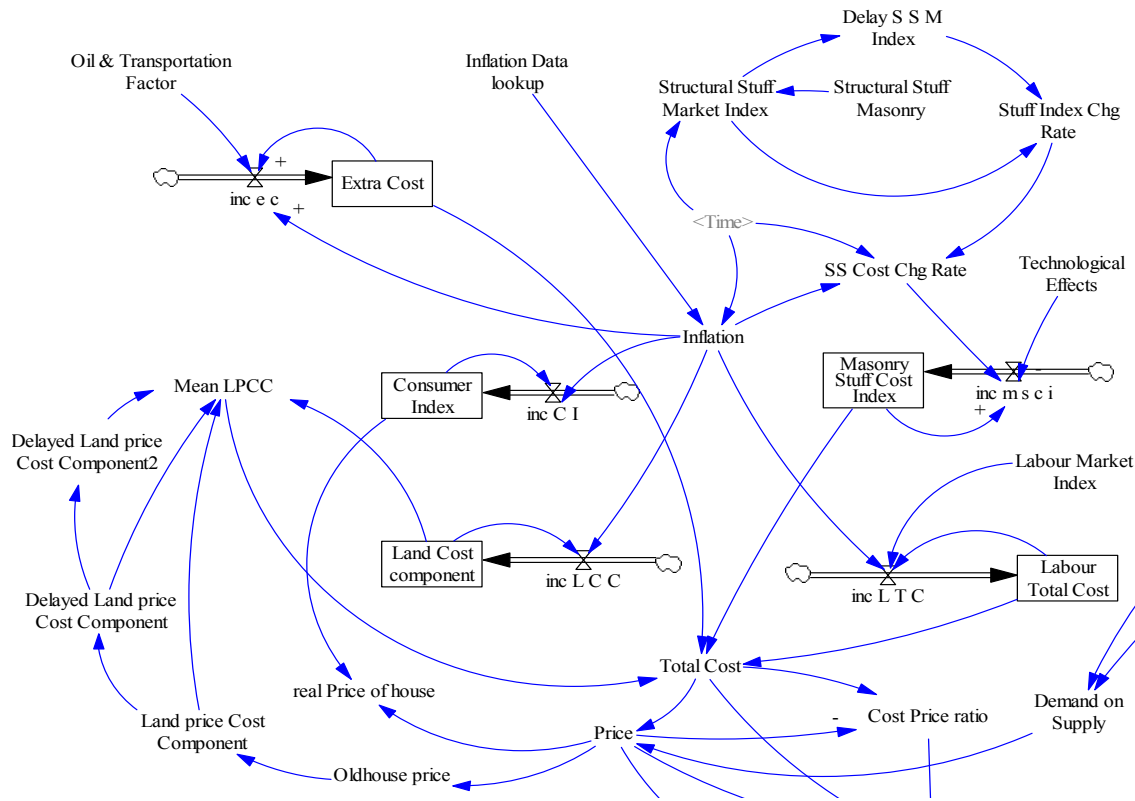 Delay S S M
Index
Oil & Transportation
Factor
Inflation Data
lookup
Structural Stuff
Market Index
Structural Stuff
Masonry
Stuff Index Chg
Rate
+
Extra Cost
inc e c
+
<Time>
SS Cost Chg Rate
Technological
Effects
Inflation
Mean LPCC
Consumer
Index
inc C I
Masonry
Stuff Cost
Index
-
inc m s c i
+
Delayed Land price
Cost Component2
Labour Market
Index
Land Cost
component
inc L C C
Labour
Total Cost
inc L T C
Delayed Land price
Cost Component
Total Cost
real Price of house
Demand on
Supply
Land price Cost
Component
Cost Price ratio
-
Price
Oldhouse price